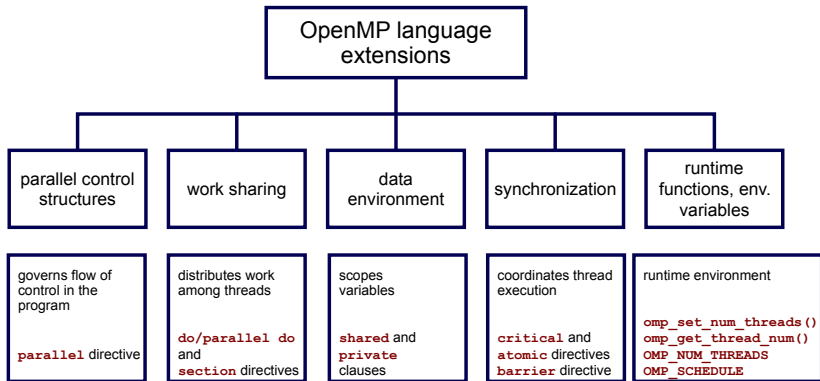 OpenMP language
extensions
parallel control
structures
work sharing
data
environment
synchronization
runtime
functions, env.
variables
governs flow of
control in the
program
parallel directive
distributes work
among threads
do/parallel do
and
section directives
scopes
variables
shared and
private
clauses
coordinates thread
execution
critical and
atomic directives
barrier directive
runtime environment
omp_set_num_threads()
omp_get_thread_num()
OMP_NUM_THREADS
OMP_SCHEDULE